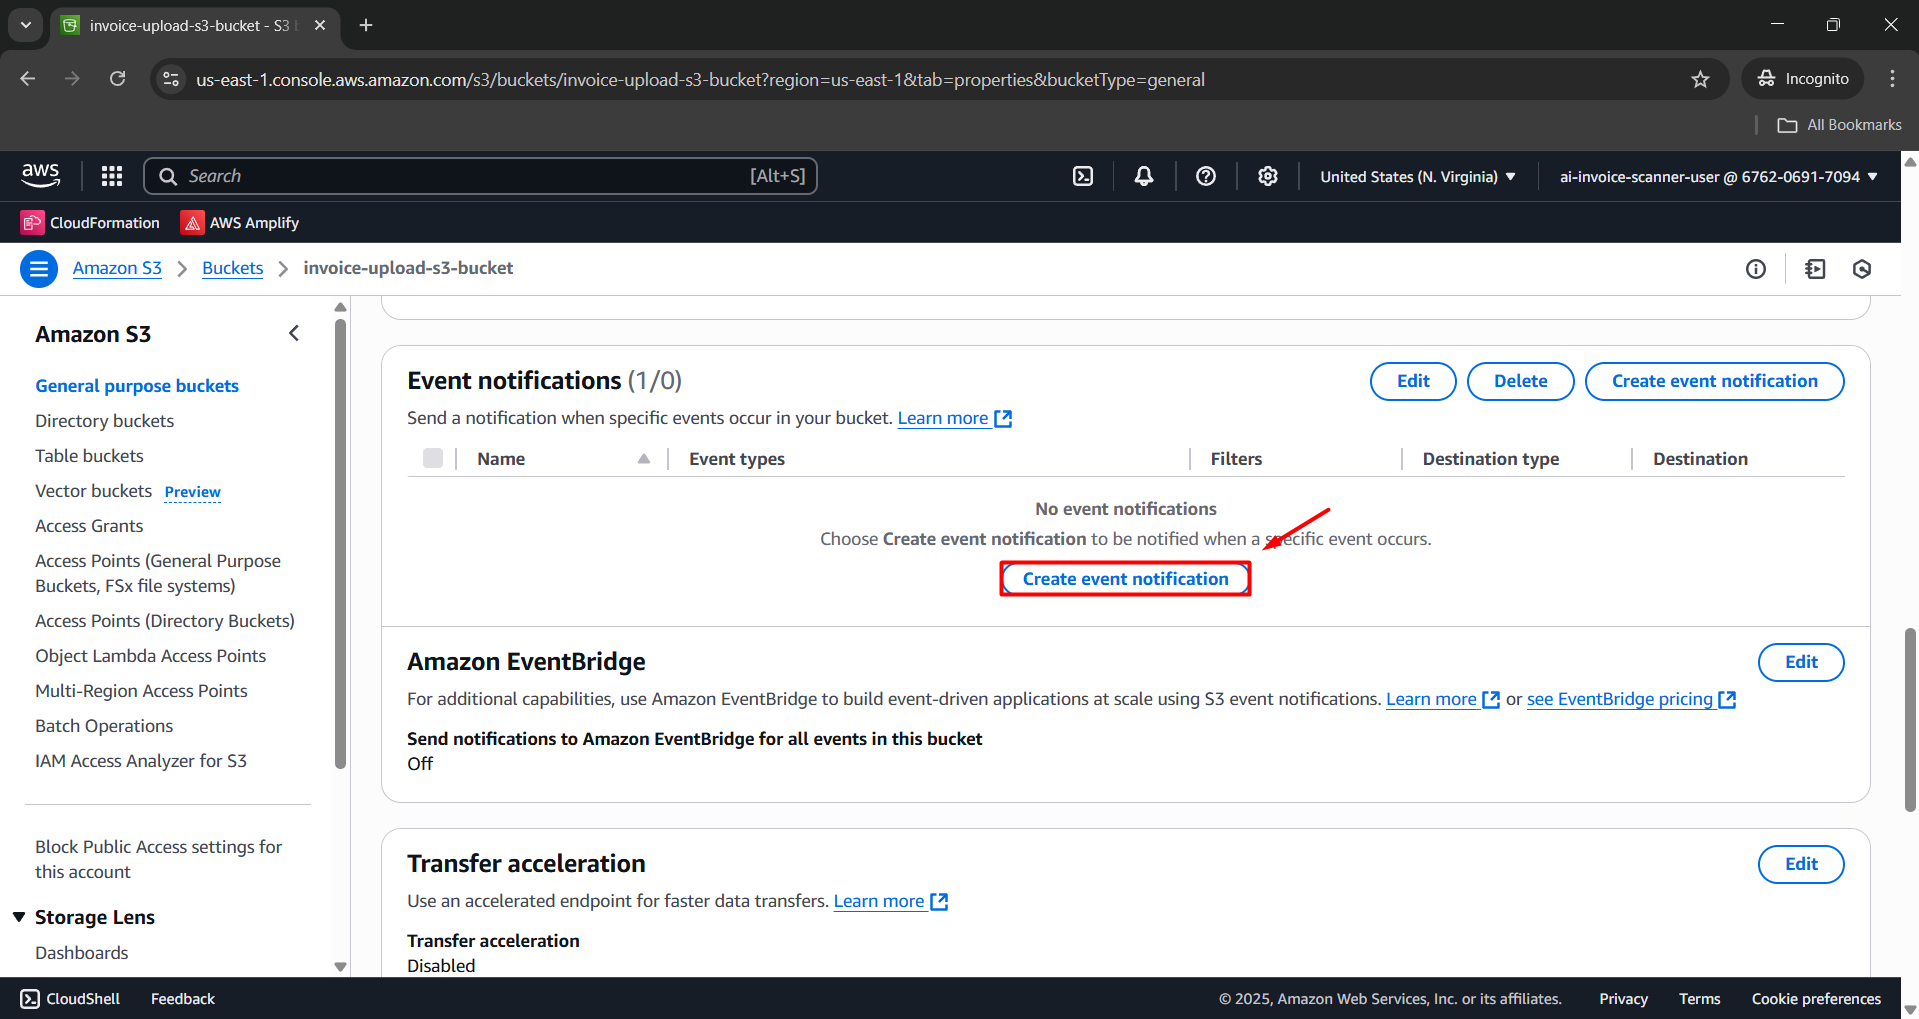 invoice-upload-s3-bucket - S3 b
us-east-1.console.aws.amazon.com/s3/buckets/invoice-upload-s3-bucket?region=us-east-1&tab=properties&bucketType=general
Incognito
All Bookmarks
aws
Search
[Alt+S]
United States (N. Virginia)
ai-invoice-scanner-user @ 6762-0691-7094
CloudFormation
AWS Amplify
Amazon S3
Buckets
invoice-upload-s3-bucket
Amazon S3
General purpose buckets
Directory buckets
Table buckets
Vector buckets Preview
Access Grants
Access Points (General Purpose
Buckets, FSx file systems)
Access Points (Directory Buckets)
Object Lambda Access Points
Multi-Region Access Points
Batch Operations
IAM Access Analyzer for S3
Block Public Access settings for
this account
Storage Lens
Dashboards
Event notifications (1/0)
Edit
Delete
Create event notification
Send a notification when specific events occur in your bucket. Learn more
Name
Event types
Filters
Destination type
Destination
No event notifications
Choose Create event notification to be notified when a specific event occurs.
Create event notification
Amazon EventBridge
Edit
For additional capabilities, use Amazon EventBridge to build event-driven applications at scale using S3 event notifications. Learn more or see EventBridge pricing
Send notifications to Amazon EventBridge for all events in this bucket
Off
Transfer acceleration
Edit
Use an accelerated endpoint for faster data transfers. Learn more
Transfer acceleration
Disabled
CloudShell
Feedback
© 2025, Amazon Web Services, Inc. or its affiliates.
Privacy
Terms
Cookie preferences